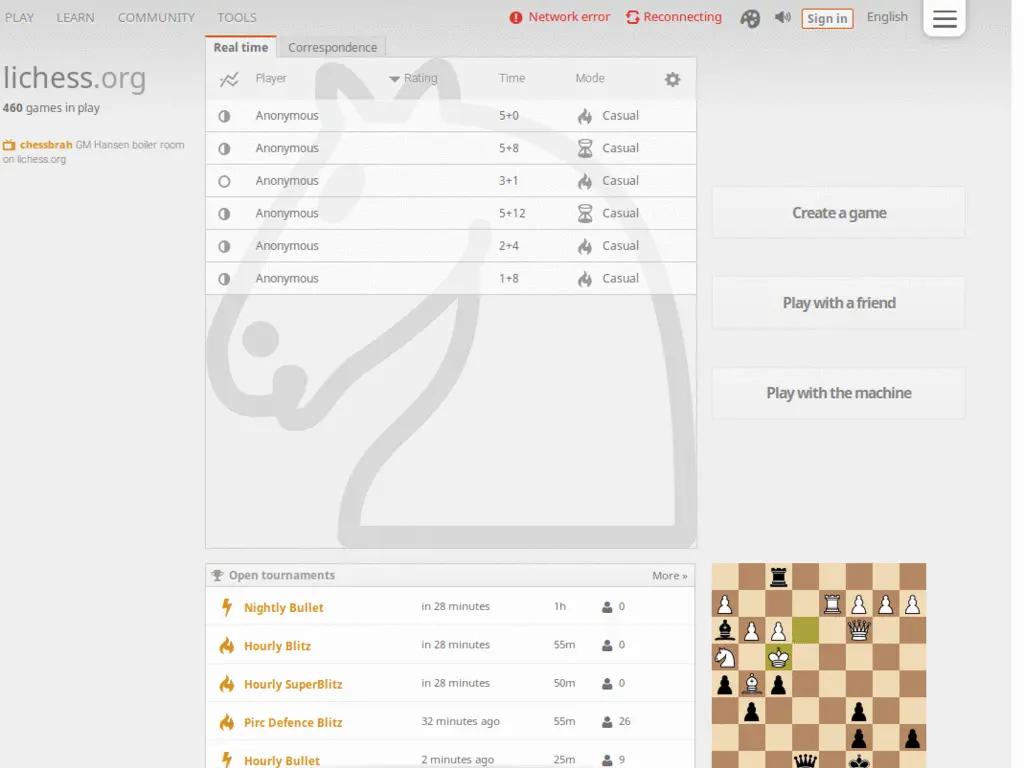 PLAY LEARN COMMUNITY TOOLS Network error Reconnecting Sign in English
Real time Correspondence
lichess.org
460 games in play
chessbrah GM Hansen boiler room
on lichess.org
Player Rating Time Mode
Anonymous 5+0 Casual
Anonymous 5+8 Casual
Anonymous 3+1 Casual
Anonymous 5+12 Casual
Anonymous 2+4 Casual
Anonymous 1+8 Casual
Create a game
Play with a friend
Play with the machine
Open tournaments More »
Nightly Bullet in 28 minutes 1h 0
Hourly Blitz in 28 minutes 55m 0
Hourly SuperBlitz in 28 minutes 50m 0
Pirc Defence Blitz 32 minutes ago 55m 26
Hourly Bullet 2 minutes ago 25m 9